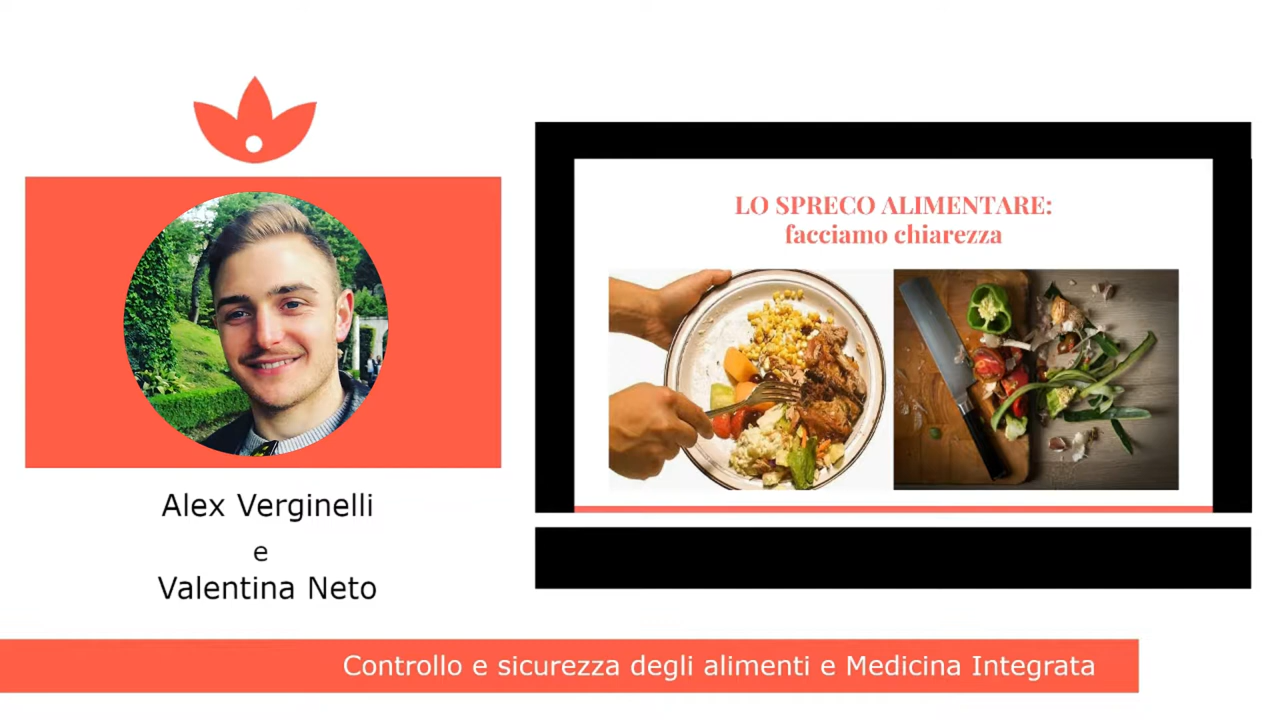 LO SPRECO ALIMENTARE:
facciamo chiarezza
Alex Verginelli
e
Valentina Neto
Controllo e sicurezza degli alimenti e Medicina Integrata